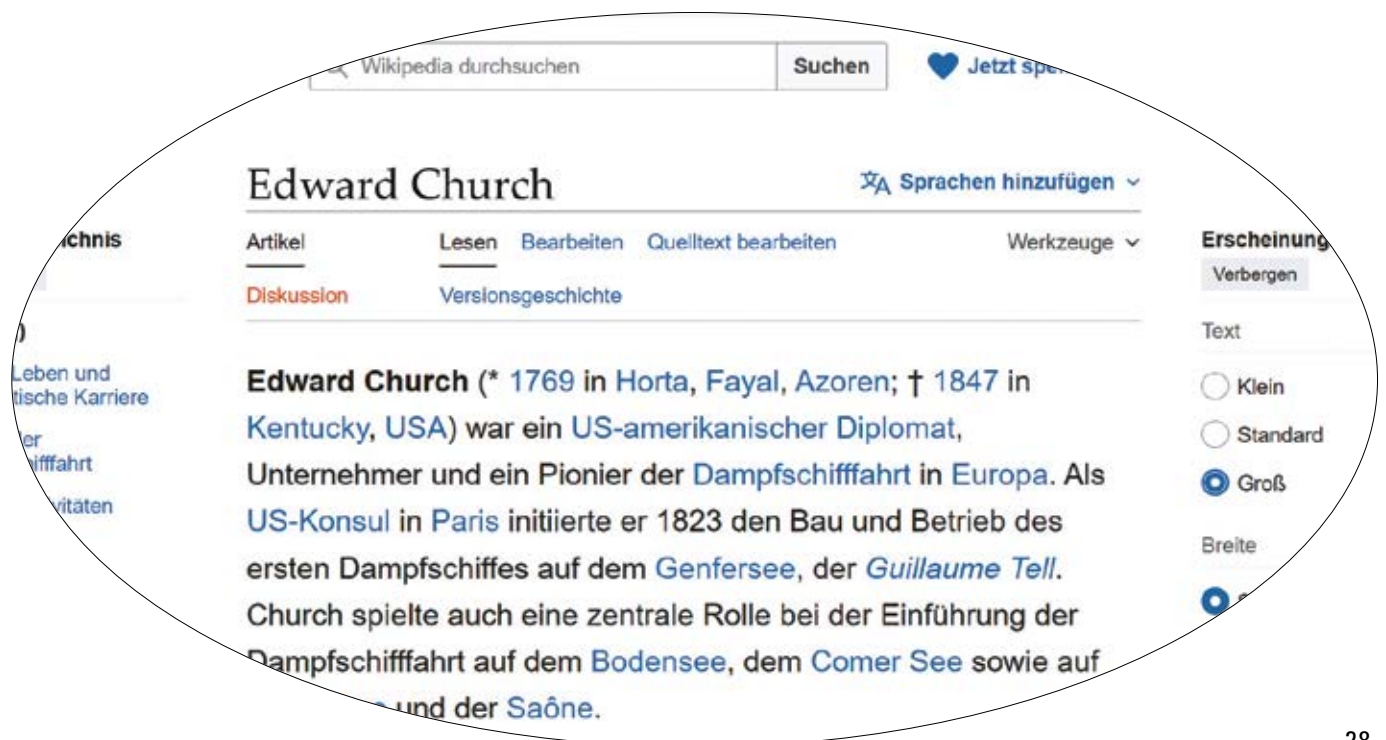 Wikipedia durchsuchen Suchen Jetzt
Edward Church Sprachen hinzufügen
Artikel Lesen Bearbeiten Quelltext bearbeiten Werkzeuge
Diskussion Versionsgeschichte
ichnis
)
Leben und
tische Karriere
er
ifffahrt
vitäten
Edward Church (* 1769 in Horta, Fayal, Azoren; † 1847 in
Kentucky, USA) war ein US-amerikanischer Diplomat,
Unternehmer und ein Pionier der Dampfschifffahrt in Europa. Als
US-Konsul in Paris initiierte er 1823 den Bau und Betrieb des
ersten Dampfschiffes auf dem Genfersee, der Guillaume Tell.
Church spielte auch eine zentrale Rolle bei der Einführung der
Dampfschifffahrt auf dem Bodensee, dem Comer See sowie auf
und der Saône.
Erscheinung
Verbergen
Text
Klein
Standard
Groß
Breite
28